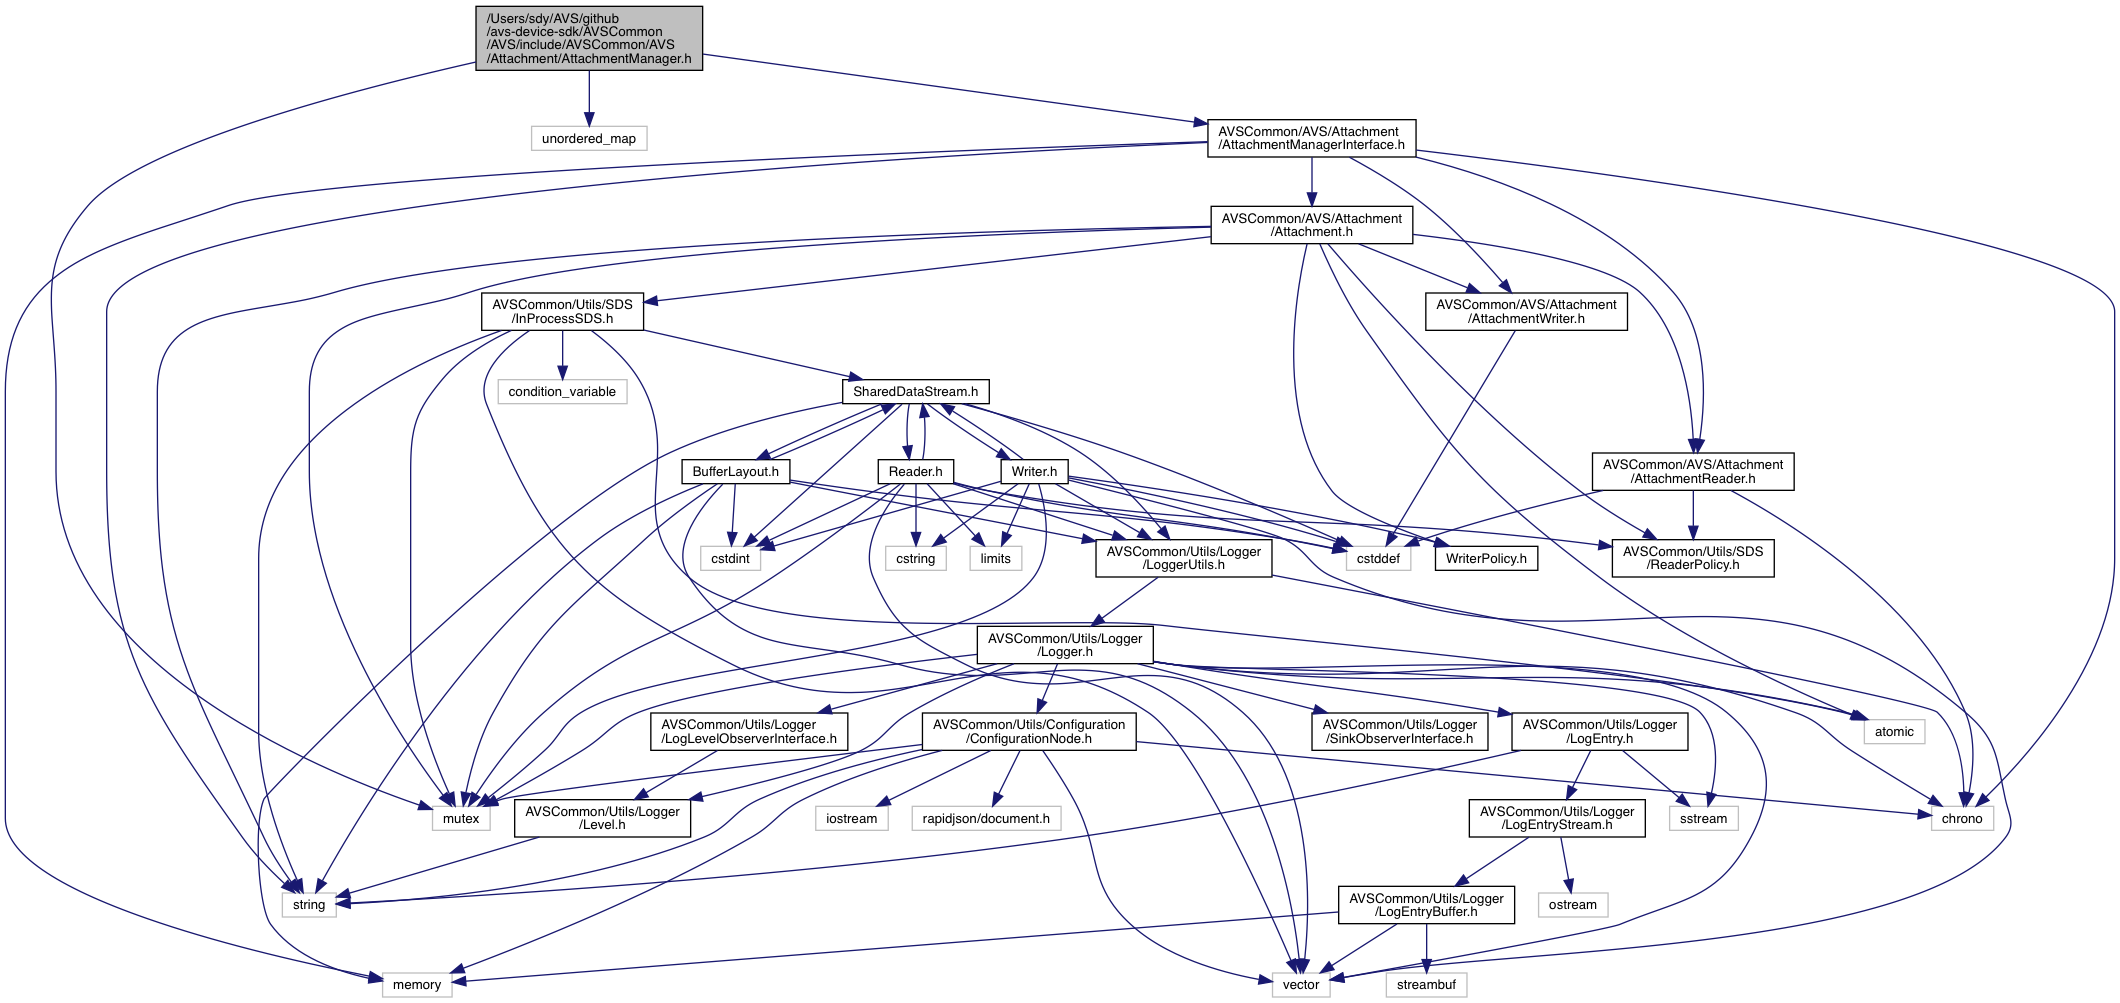 /Users/sdy/AVS/github
/avs-device-sdk/AVSCommon
/AVS/include/AVSCommon/AVS
/Attachment/AttachmentManager.h
unordered_map
AVSCommon/AVS/Attachment
/AttachmentManagerInterface.h
AVSCommon/AVS/Attachment
/Attachment.h
AVSCommon/Utils/SDS
/InProcessSDS.h
AVSCommon/AVS/Attachment
/AttachmentWriter.h
condition_variable
SharedDataStream.h
BufferLayout.h
Reader.h
Writer.h
AVSCommon/AVS/Attachment
/AttachmentReader.h
cstdint
cstring
limits
AVSCommon/Utils/Logger
/LoggerUtils.h
cstddef
WriterPolicy.h
AVSCommon/Utils/SDS
/ReaderPolicy.h
AVSCommon/Utils/Logger
/Logger.h
AVSCommon/Utils/Logger
/LogLevelObserverInterface.h
AVSCommon/Utils/Configuration
/ConfigurationNode.h
AVSCommon/Utils/Logger
/SinkObserverInterface.h
AVSCommon/Utils/Logger
/LogEntry.h
atomic
mutex
AVSCommon/Utils/Logger
/Level.h
iostream
rapidjson/document.h
AVSCommon/Utils/Logger
/LogEntryStream.h
sstream
chrono
string
AVSCommon/Utils/Logger
/LogEntryBuffer.h
ostream
memory
vector
streambuf